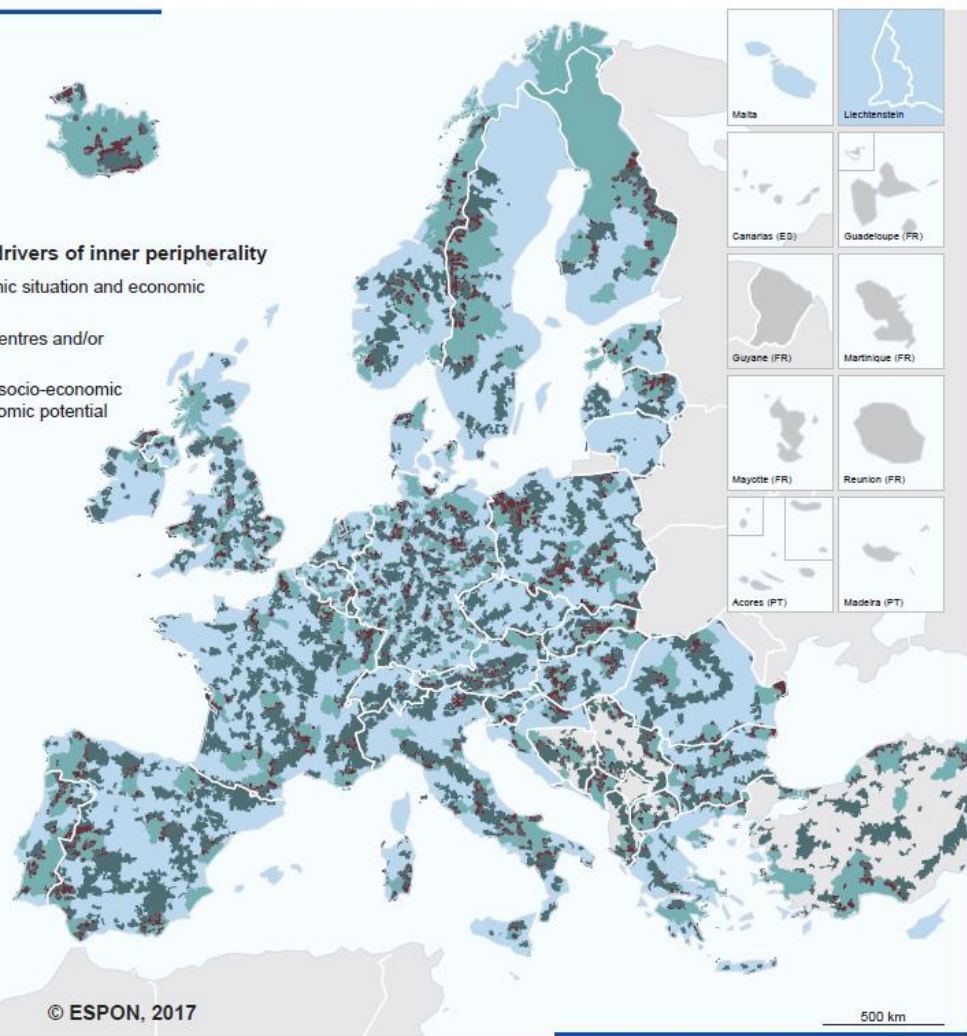 drivers of inner peripherality
nic situation and economic
entres and/or
socio-economic
omic potential
Malta
Liechtenstein
Canarias (ES)
Guadeloupe (FR)
Guyane (FR)
Martinique (FR)
Mayotte (FR)
Reunion (FR)
Acores (PT)
Madeira (PT)
© ESPON, 2017
500 km